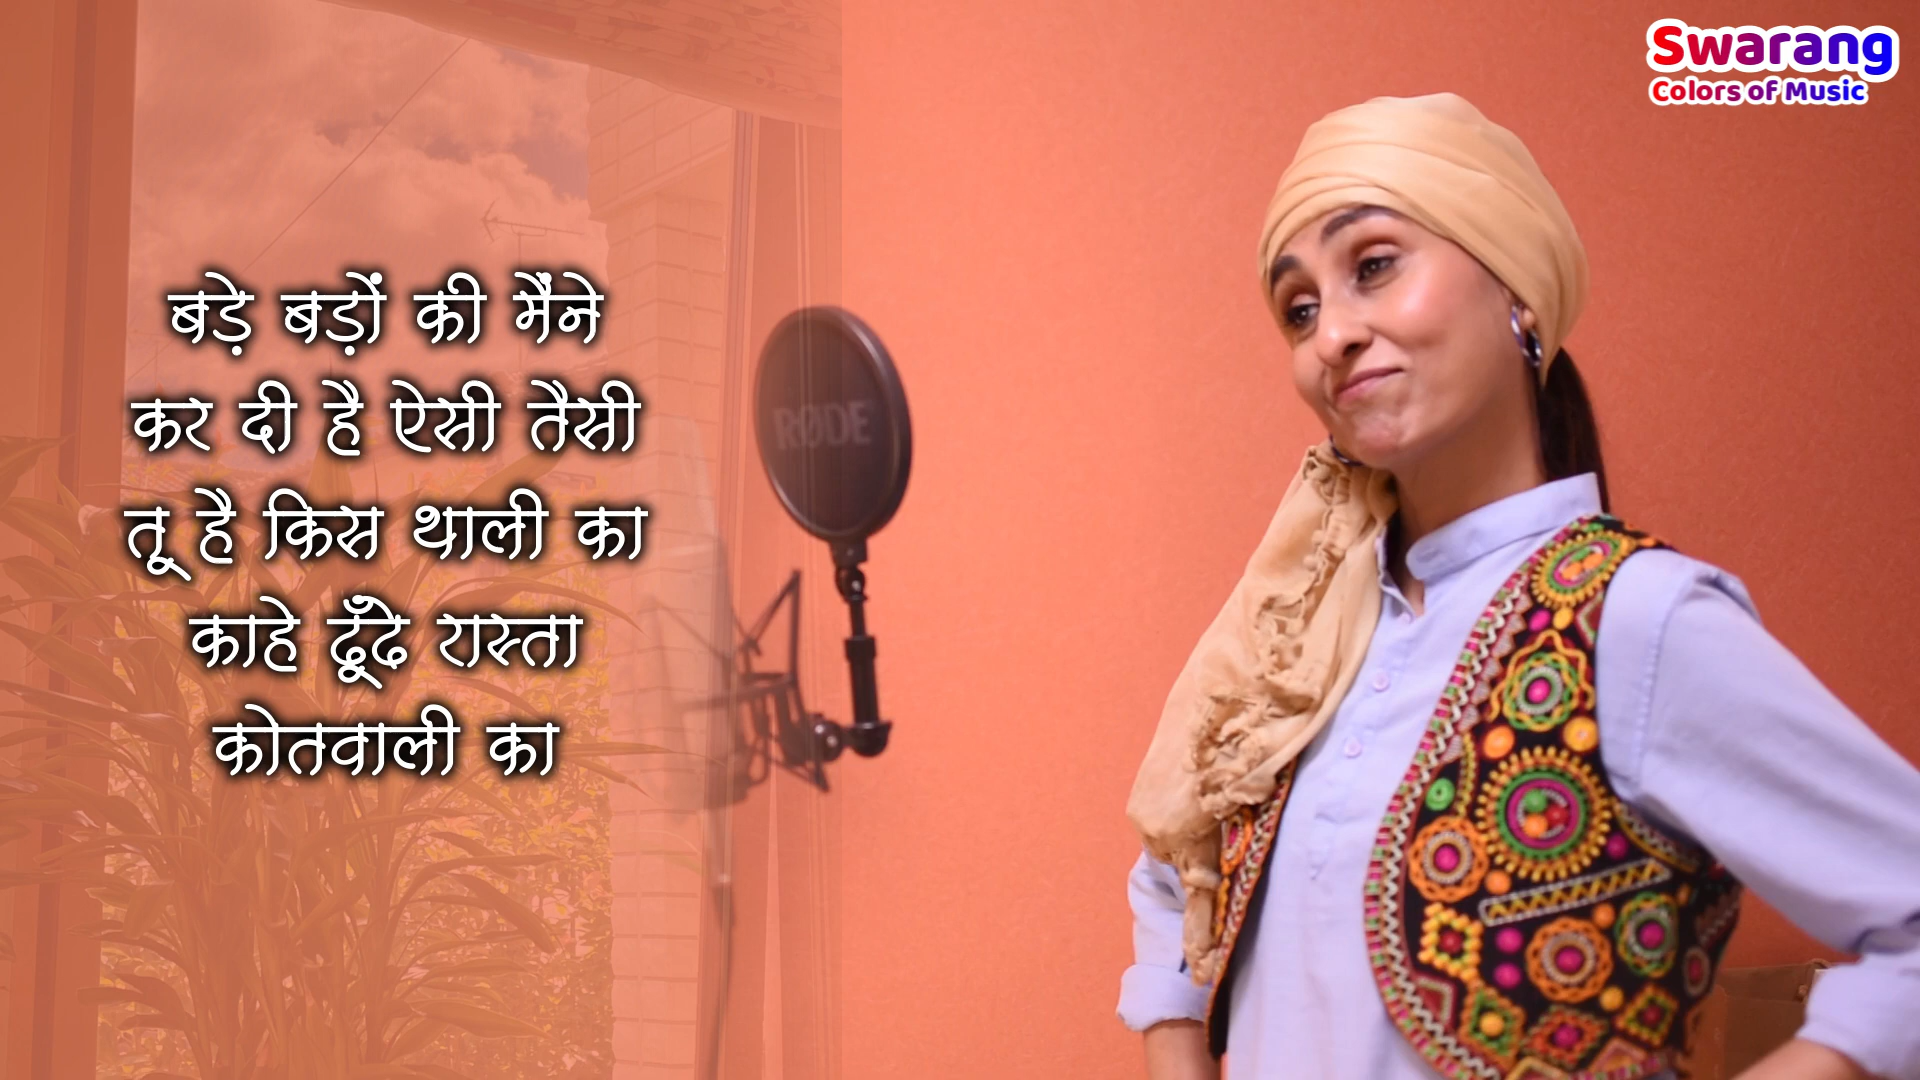 बड़े बड़ों की मैंने
कर दी है ऐसी तैसी
तू है किस थाली का
काहे ढूँढे रास्ता
कोतवाली का
RØDE
Swarang
Colors of Music